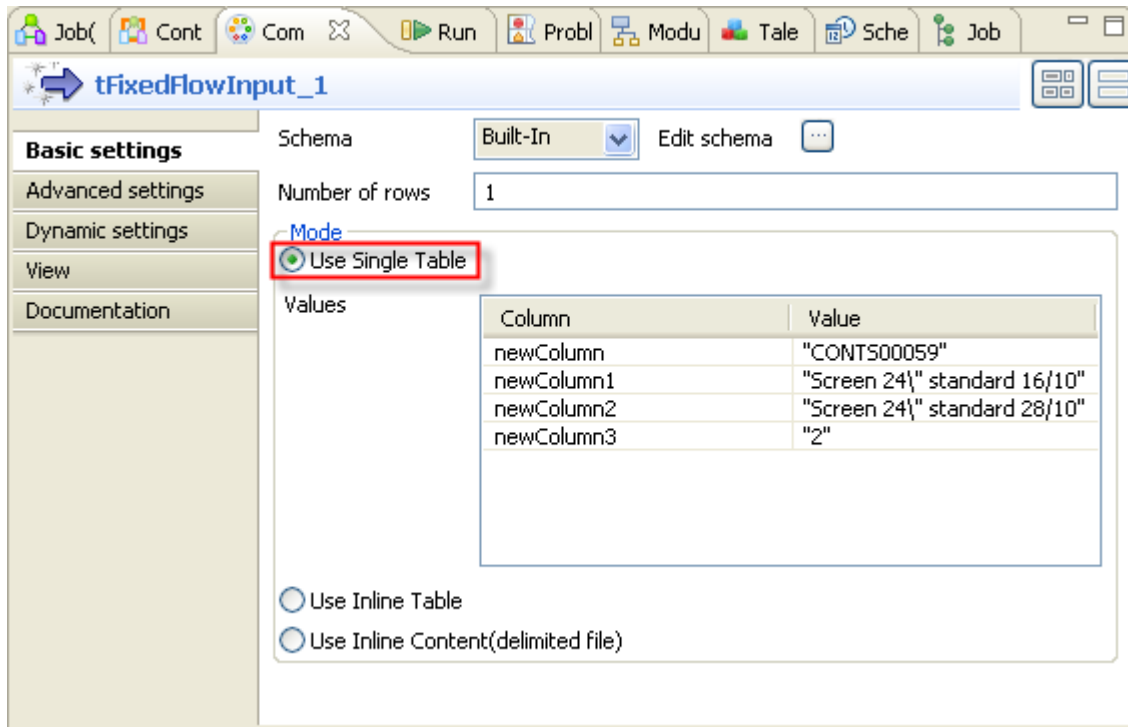 Job( Cont Com Run Probl Modu Tale Sche Job
tFixedFlowInput_1
Basic settings
Advanced settings
Dynamic settings
View
Documentation
Schema Built-In Edit schema ...
Number of rows 1
Mode
Use Single Table
Values
Column Value
newColumn "CONTS00059"
newColumn1 "Screen 24\" standard 16/10"
newColumn2 "Screen 24\" standard 28/10"
newColumn3 "2"
Use Inline Table
Use Inline Content(delimited file)